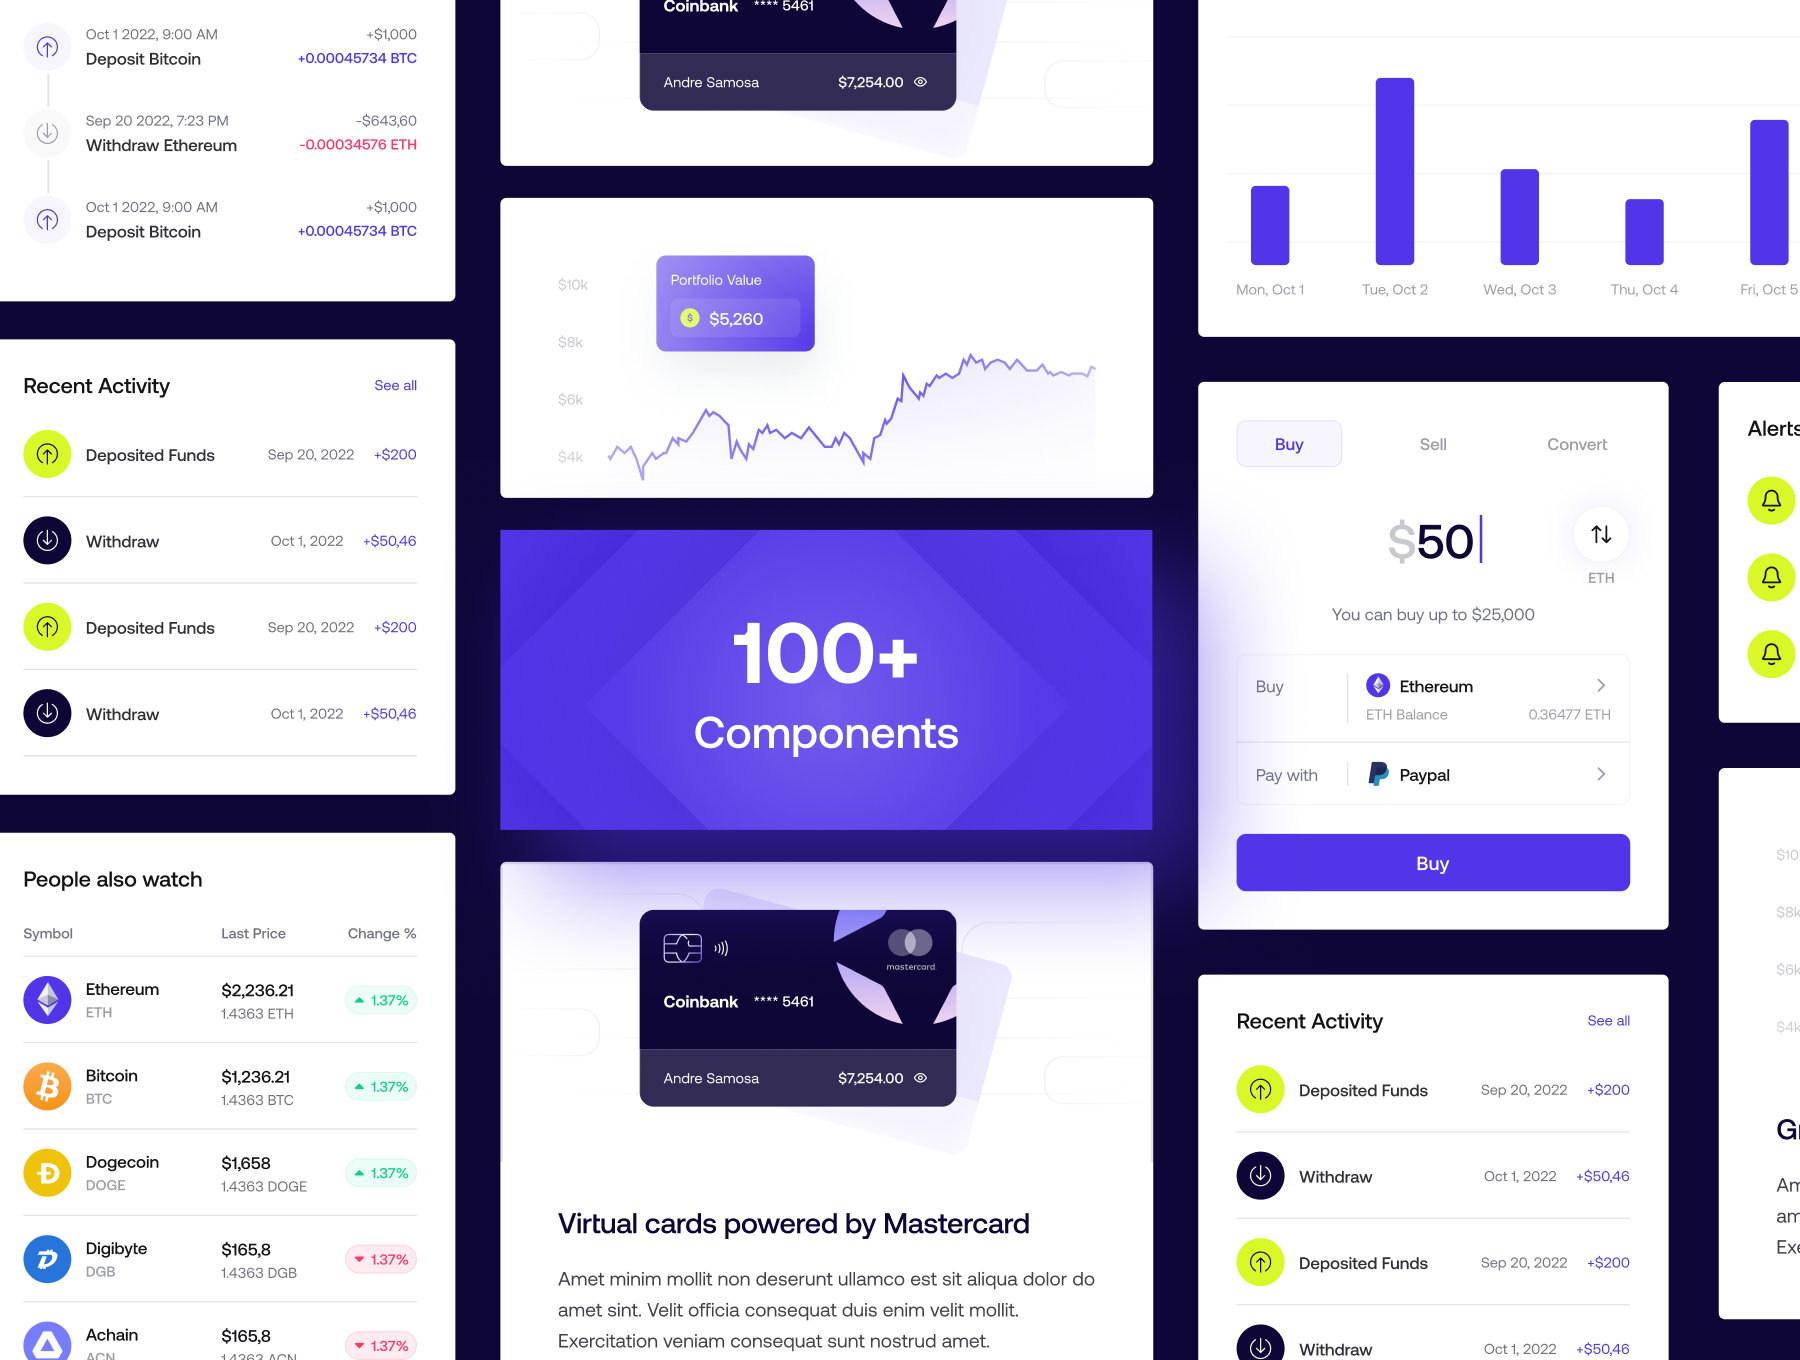 Oct 1 2022, 9:00 AM +$1,000
Deposit Bitcoin +0.00045734 BTC
Sep 20 2022, 7:23 PM -$643,60
Withdraw Ethereum -0.00034576 ETH
Oct 1 2022, 9:00 AM +$1,000
Deposit Bitcoin +0.00045734 BTC
Recent Activity See all
Deposited Funds Sep 20, 2022 +$200
Withdraw Oct 1, 2022 +$50,46
Deposited Funds Sep 20, 2022 +$200
Withdraw Oct 1, 2022 +$50,46
People also watch
Symbol Last Price Change %
Ethereum $2,236.21 1.37%
ETH 1.4363 ETH
Bitcoin $1,236.21 1.37%
BTC 1.4363 BTC
Dogecoin $1,658 1.37%
DOGE 1.4363 DOGE
Digibyte $165,8 1.37%
DGB 1.4363 DGB
Achain $165,8 1.37%
ACN 1.4363 ACN
Coinbank **** 5461
Andre Samosa $7,254.00
$10k
$8k
$6k
$4k
Portfolio Value
$ $5,260
100+
Components
mastercard.
Coinbank **** 5461
Andre Samosa $7,254.00
Virtual cards powered by Mastercard
Amet minim mollit non deserunt ullamco est sit aliqua dolor do
amet sint. Velit officia consequat duis enim velit mollit.
Exercitation veniam consequat sunt nostrud amet.
Mon, Oct 1 Tue, Oct 2 Wed, Oct 3 Thu, Oct 4 Fri, Oct 5
Buy Sell Convert
$50
ETH
You can buy up to $25,000
Buy Ethereum
ETH Balance 0.36477 ETH
Pay with Paypal
Buy
Recent Activity See all
Deposited Funds Sep 20, 2022 +$200
Withdraw Oct 1, 2022 +$50,46
Deposited Funds Sep 20, 2022 +$200
Withdraw Oct 1, 2022 +$50,46
Alerts
$10
$8k
$6k
$4k